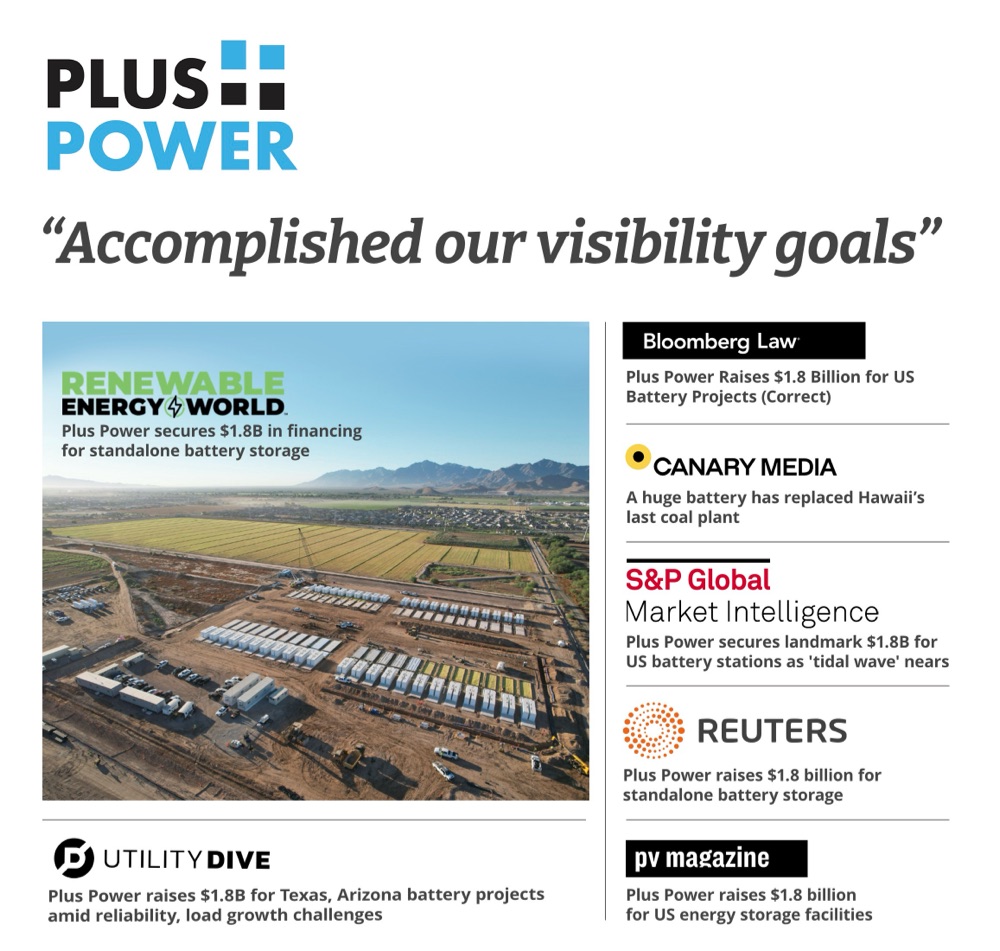 PLUS
POWER
“Accomplished our visibility goals”
RENEWABLE
ENERGY WORLD
Plus Power secures $1.8B in financing
for standalone battery storage
UTILITY DIVE
Plus Power raises $1.8B for Texas, Arizona battery projects
amid reliability, load growth challenges
Bloomberg Law
Plus Power Raises $1.8 Billion for US
Battery Projects (Correct)
CANARY MEDIA
A huge battery has replaced Hawaii’s
last coal plant
S&P Global
Market Intelligence
Plus Power secures landmark $1.8B for
US battery stations as 'tidal wave' nears
REUTERS
Plus Power raises $1.8 billion for
standalone battery storage
pv magazine
Plus Power raises $1.8 billion
for US energy storage facilities